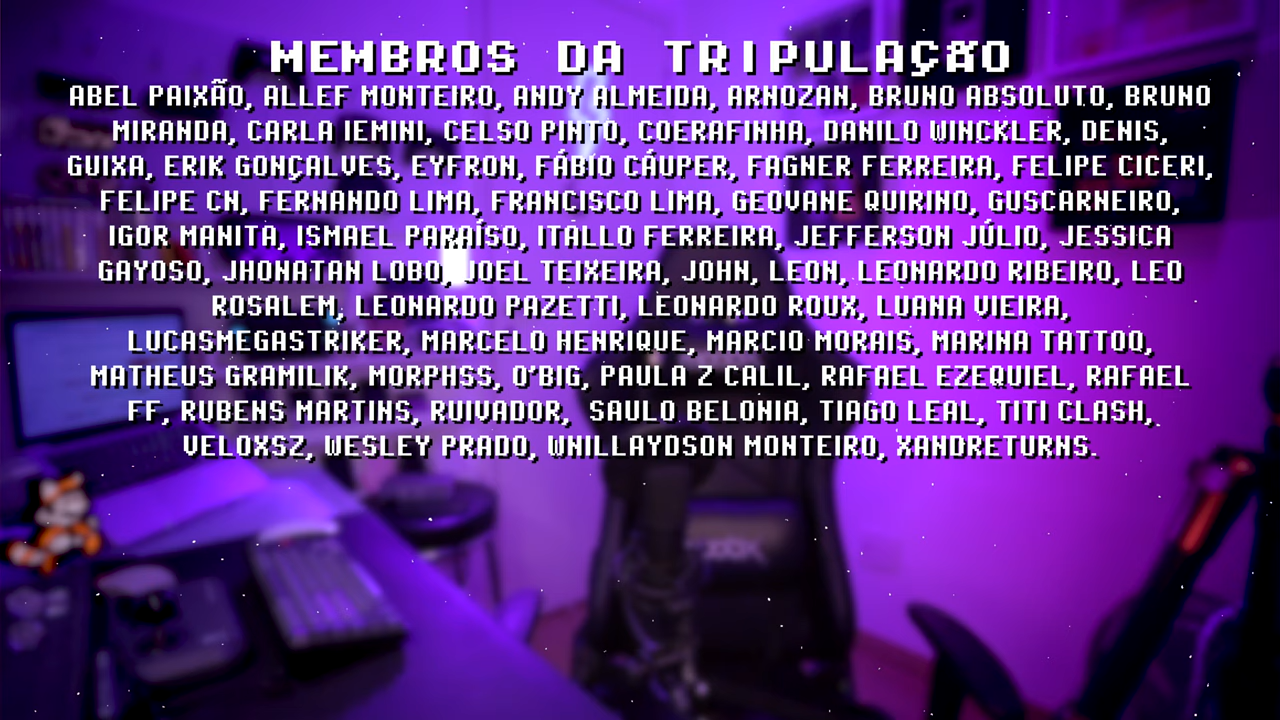 MEMBROS DA TRIPULAÇÃO
ABEL PAIXÃO, ALLEF MONTEIRO, ANDY ALMEIDA, ARNOZAN, BRUNO ABSOLUTO, BRUNO
MIRANDA, CARLA IEMINI, CELSO PINTO, COERAFINHA, DANILO WINCKLER, DENIS,
GUIXA, ERIK GONÇALVES, EYFRON, FÁBIO CÁUPER, FAGNER FERREIRA, FELIPE CICERI,
FELIPE CN, FERNANDO LIMA, FRANCISCO LIMA, GEOVANE QUIRINO, GUSCARNEIRO,
IGOR MANITA, ISMAEL PARAÍSO, ITALLO FERREIRA, JEFFERSON JÚLIO, JESSICA
GAYOSO, JHONATAN LOBO, JOEL TEIXEIRA, JOHN, LEON, LEONARDO RIBEIRO, LEO
ROSALEM, LEONARDO PAZETTI, LEONARDO ROUX, LUANA VIEIRA,
LUCASMEGASTRIKER, MARCELO HENRIQUE, MARCIO MORAIS, MARINA TATTOO,
MATHEUS GRAMILIK, MORPHSS, O'BIG, PAULA Z CALIL, RAFAEL EZEQUIEL, RAFAEL
FF, RUBENS MARTINS, RUIVADOR, SAULO BELONIA, TIAGO LEAL, TITI CLASH,
VELOXSZ, WESLEY PRADO, WNILLAYDSON MONTEIRO, XANDRETURNS.